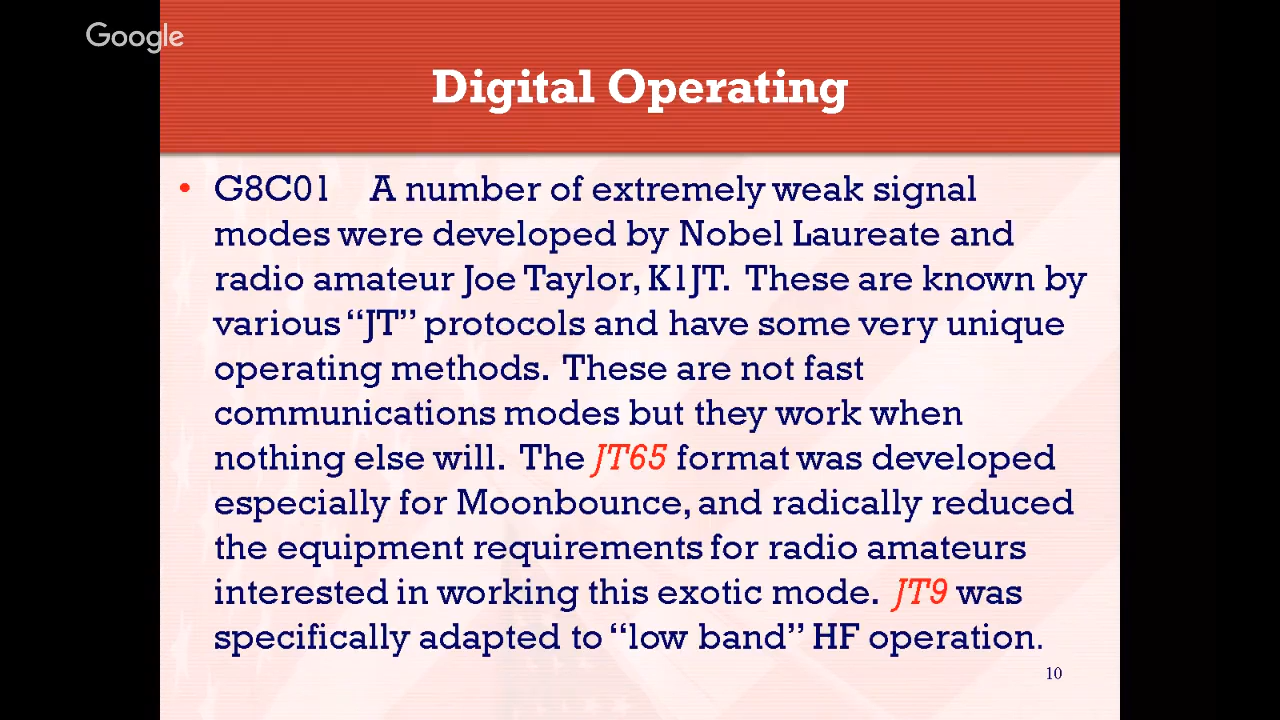 Google
Digital Operating
• G8C01 A number of extremely weak signal
modes were developed by Nobel Laureate and
radio amateur Joe Taylor, K1JT. These are known by
various “JT” protocols and have some very unique
operating methods. These are not fast
communications modes but they work when
nothing else will. The JT65 format was developed
especially for Moonbounce, and radically reduced
the equipment requirements for radio amateurs
interested in working this exotic mode. JT9 was
specifically adapted to “low band” HF operation.
10